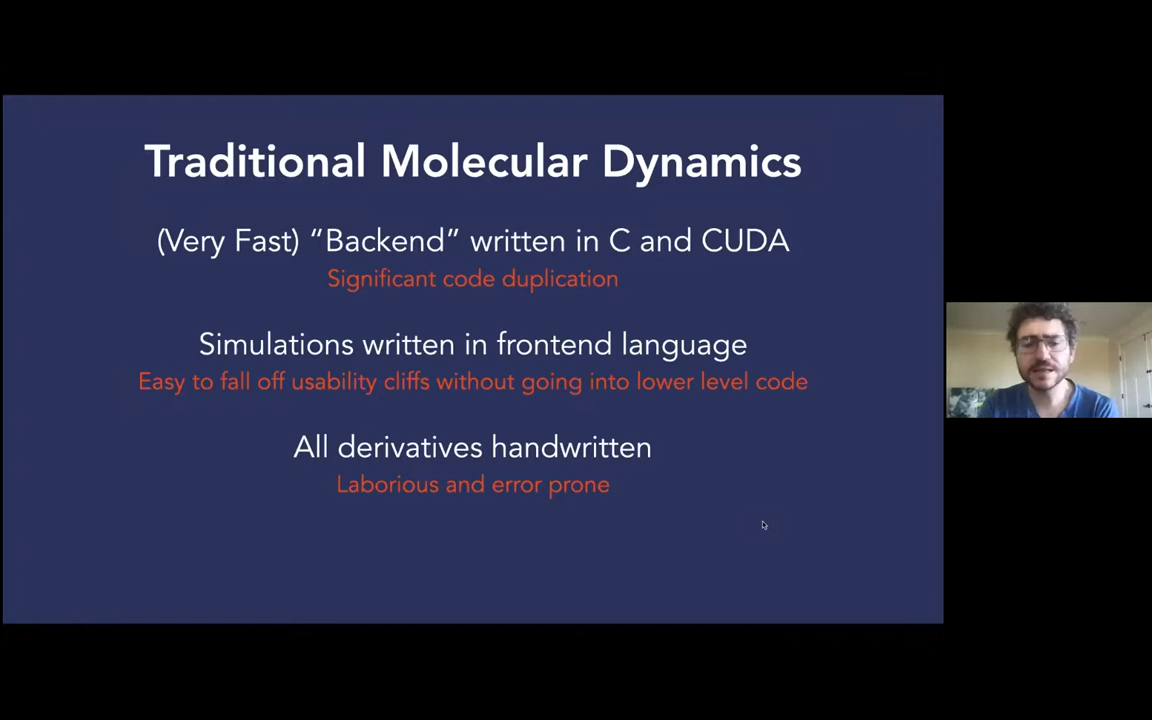 Traditional Molecular Dynamics
(Very Fast) “Backend” written in C and CUDA
Significant code duplication
Simulations written in frontend language
Easy to fall off usability cliffs without going into lower level code
All derivatives handwritten
Laborious and error prone